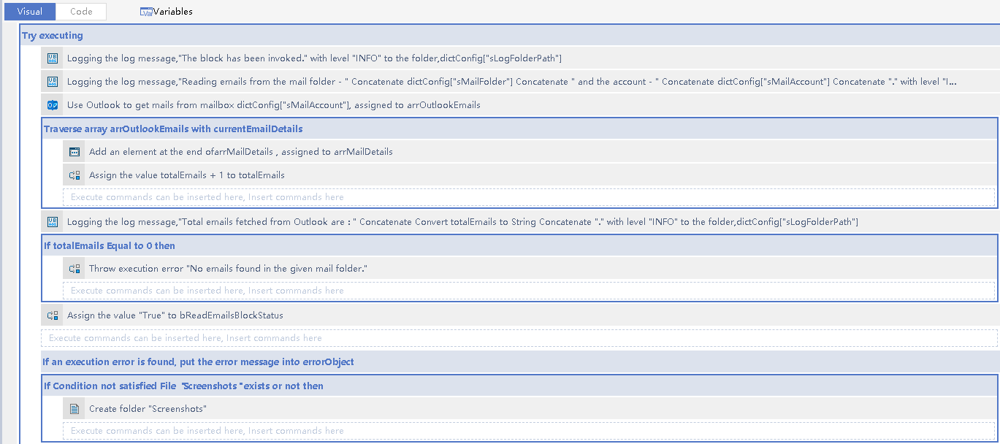 Visual Code Variables
Try executing
Logging the log message,"The block has been invoked." with level "INFO" to the folder,dictConfig["sLogFolderPath"]
Logging the log message,"Reading emails from the mail folder - " Concatenate dictConfig["sMailFolder"] Concatenate " and the account - " Concatenate dictConfig["sMailAccount"] Concatenate "." with level "I...
Use Outlook to get mails from mailbox dictConfig["sMailAccount"], assigned to arrOutlookEmails
Traverse array arrOutlookEmails with currentEmailDetails
Add an element at the end ofarrMailDetails , assigned to arrMailDetails
Assign the value totalEmails + 1 to totalEmails
Execute commands can be inserted here, Insert commands here
Logging the log message,"Total emails fetched from Outlook are : " Concatenate Convert totalEmails to String Concatenate "." with level "INFO" to the folder,dictConfig["sLogFolderPath"]
If totalEmails Equal to 0 then
Throw execution error "No emails found in the given mail folder."
Execute commands can be inserted here, Insert commands here
Assign the value "True" to bReadEmailsBlockStatus
Execute commands can be inserted here, Insert commands here
If an execution error is found, put the error message into errorObject
If Condition not satisfied File "Screenshots "exists or not then
Create folder "Screenshots"
Execute commands can be inserted here, Insert commands here